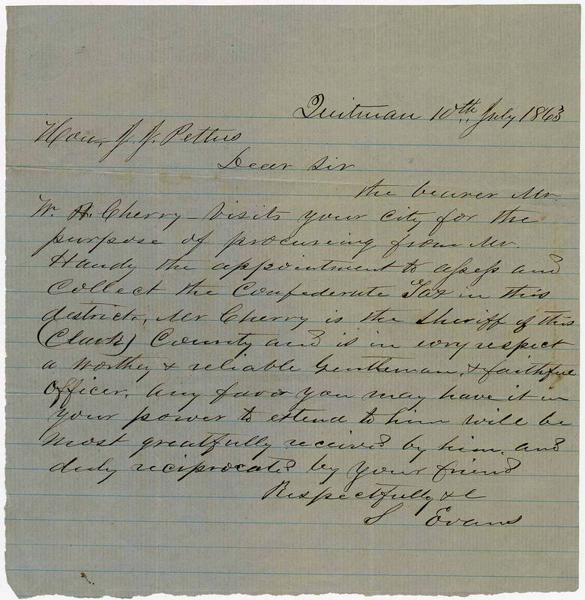 Quitman 10th July 1863
Hon J. J. Pettus
Dear Sir
the bearer Mr.
W. H. Cherry - visits your city for the
purpose of procureing from Mr.
Handy the appointment to assess and
Collect the Confederate Tax in this
district, Mr Cherry is the Sheriff of this
(Clark) County and is in evry respect
a worthy & reliable Gentleman, & faithful
officer, any favor you may have it in
your power to extend to him will be
most greatfully received by him, and
duly reciprocated by your friend
Respectfully &c
S Evans